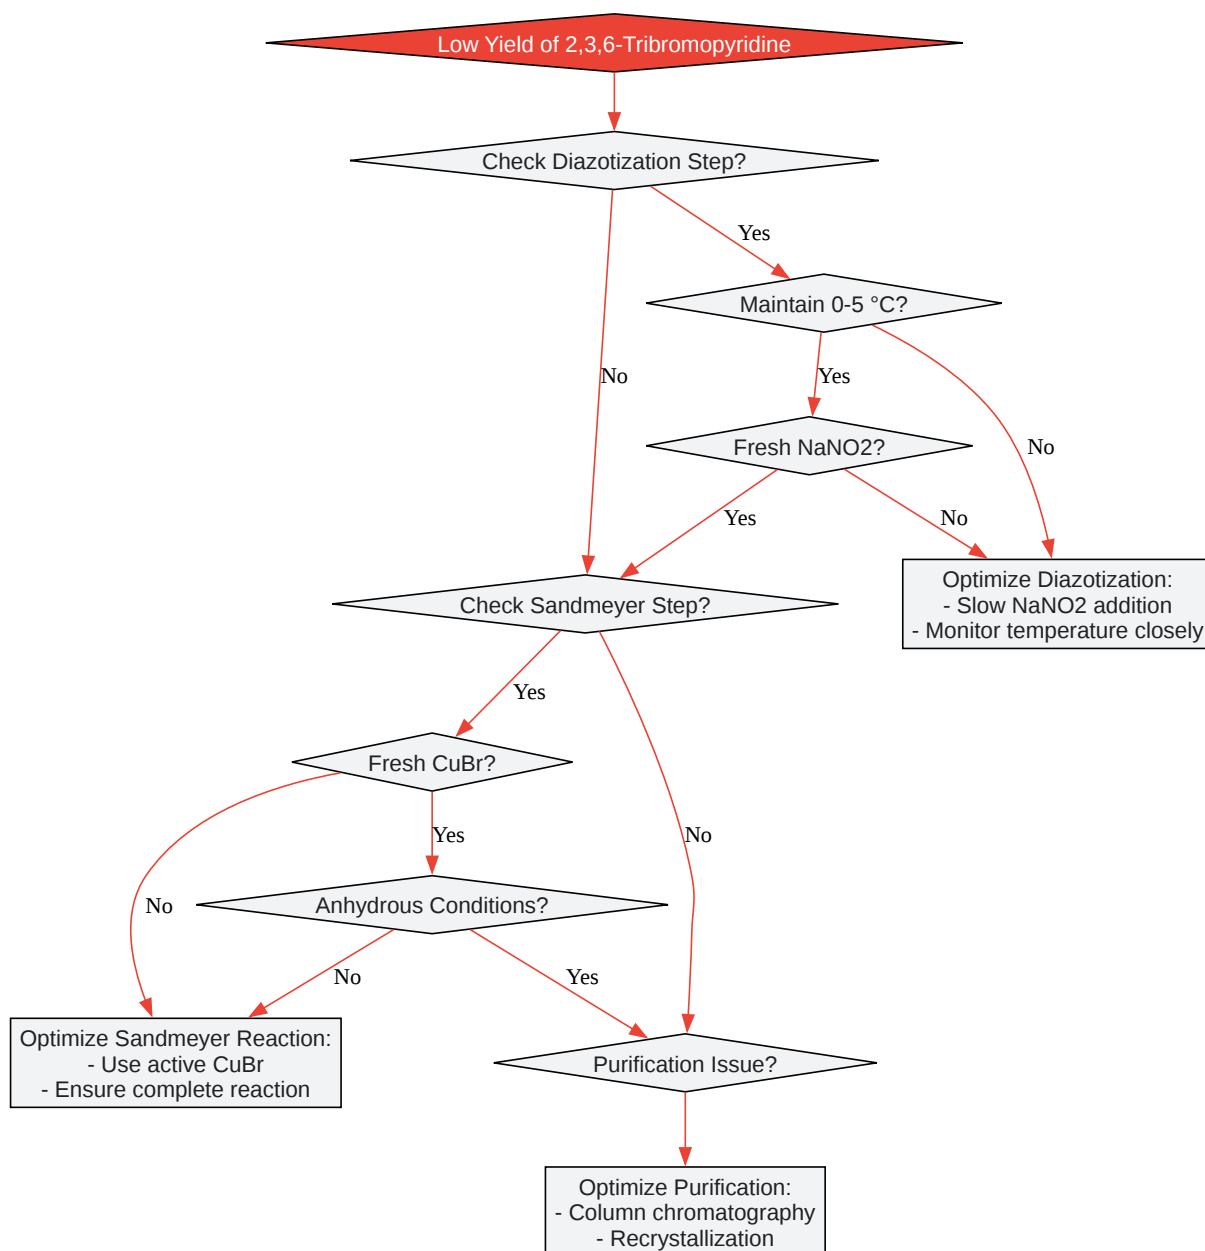 Low Yield of 2,3,6-Tribromopyridine
Check Diazotization Step?
Yes
Maintain 0-5 °C?
No
Yes
Fresh NaNO2?
No
Yes
No
Optimize Diazotization:
- Slow NaNO2 addition
- Monitor temperature closely
Check Sandmeyer Step?
Yes
Fresh CuBr?
No
Yes
No
Anhydrous Conditions?
No
Yes
Optimize Sandmeyer Reaction:
- Use active CuBr
- Ensure complete reaction
Purification Issue?
Optimize Purification:
- Column chromatography
- Recrystallization